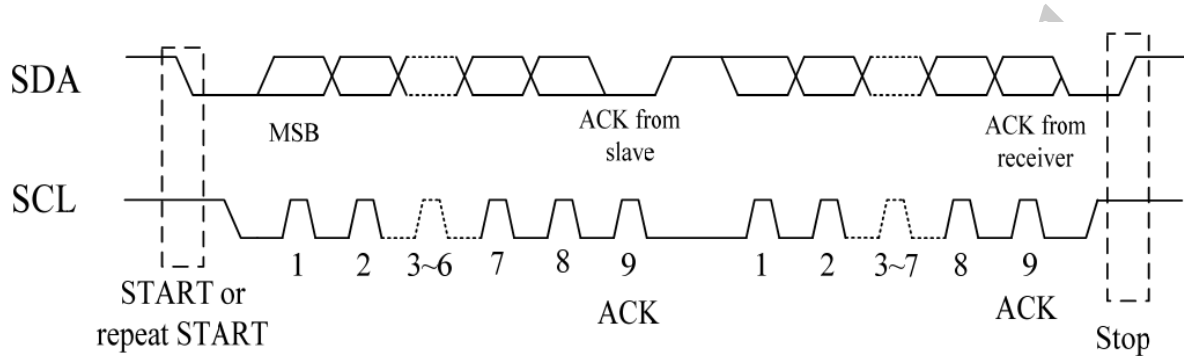 SDA
MSB
ACK from
slave
ACK from
receiver
SCL
1 2 3~6 7 8 9 1 2 3~7 8 9
START or
repeat START
ACK
ACK
Stop